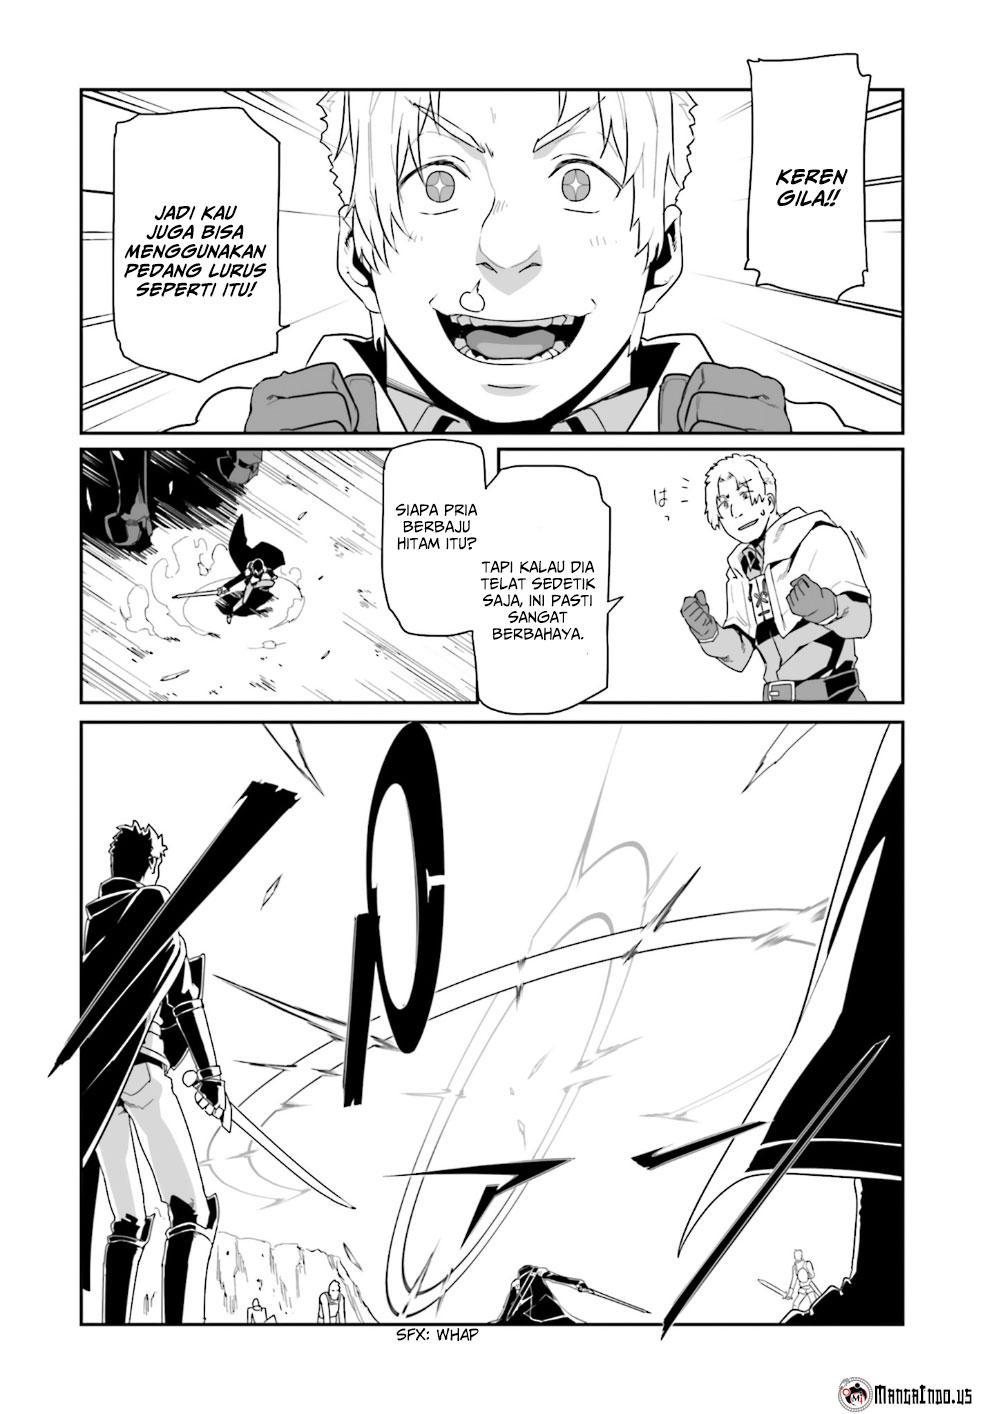 KEREN
GILA!!
JADI KAU
JUGA BISA
MENGGUNAKAN
PEDANG LURUS
SEPERTI ITU!
はっ
SIAPA PRIA
BERBAJU
HITAM ITU?
TAPI KALAU DIA
TELAT SEDETIK
SAJA, INI PASTI
SANGAT
BERBAHAYA.
SFX: WHAP
MangaIndo.us